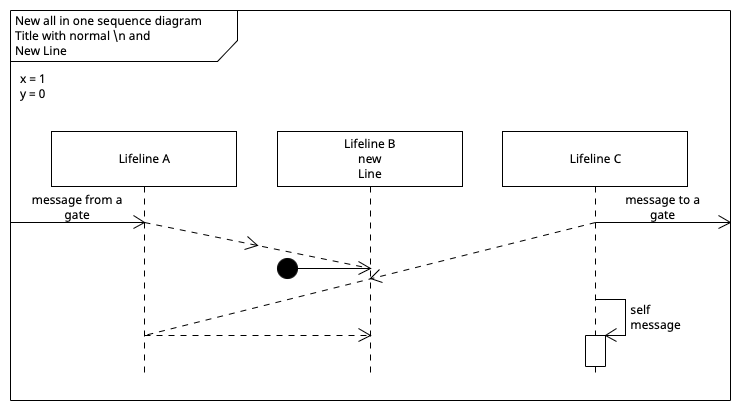 New all in one sequence diagram
Title with normal \n and
New Line
x = 1
y = 0
Lifeline A
Lifeline B
new
Line
Lifeline C
message from a
gate
message to a
gate
self
message